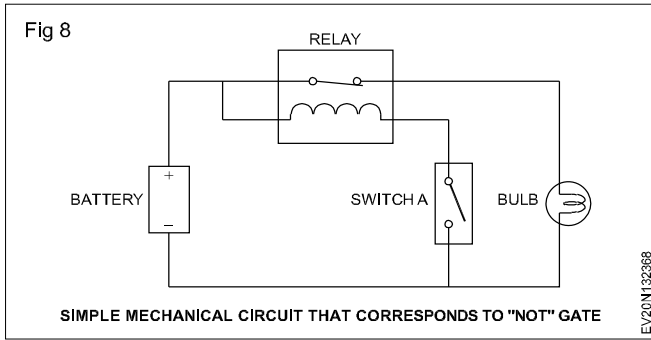 Fig 8
RELAY
+
BATTERY
–
SWITCH A
BULB
SIMPLE MECHANICAL CIRCUIT THAT CORRESPONDS TO "NOT" GATE
EV20N132368